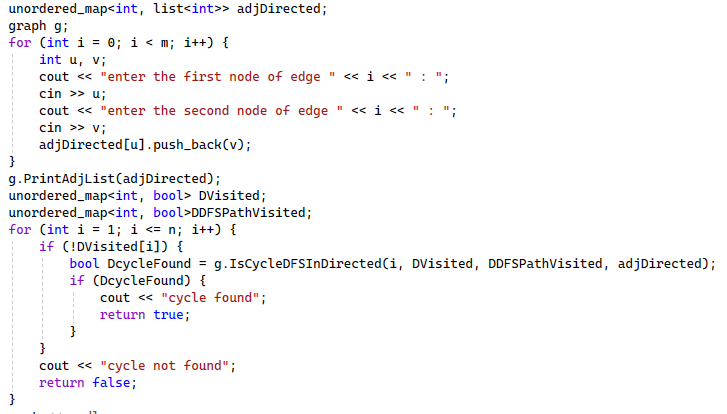 unordered_map<int, list<int>> adjDirected;
graph g;
for (int i = 0; i < m; i++) {
    int u, v;
    cout << "enter the first node of edge " << i << " : ";
    cin >> u;
    cout << "enter the second node of edge " << i << " : ";
    cin >> v;
    adjDirected[u].push_back(v);
}
g.PrintAdjList(adjDirected);
unordered_map<int, bool> DVisited;
unordered_map<int, bool>DDFSPathVisited;
for (int i = 1; i <= n; i++) {
    if (!DVisited[i]) {
        bool DcycleFound = g.IsCycleDFSInDirected(i, DVisited, DDFSPathVisited, adjDirected);
        if (DcycleFound) {
            cout << "cycle found";
            return true;
        }
    }
    cout << "cycle not found";
    return false;
}